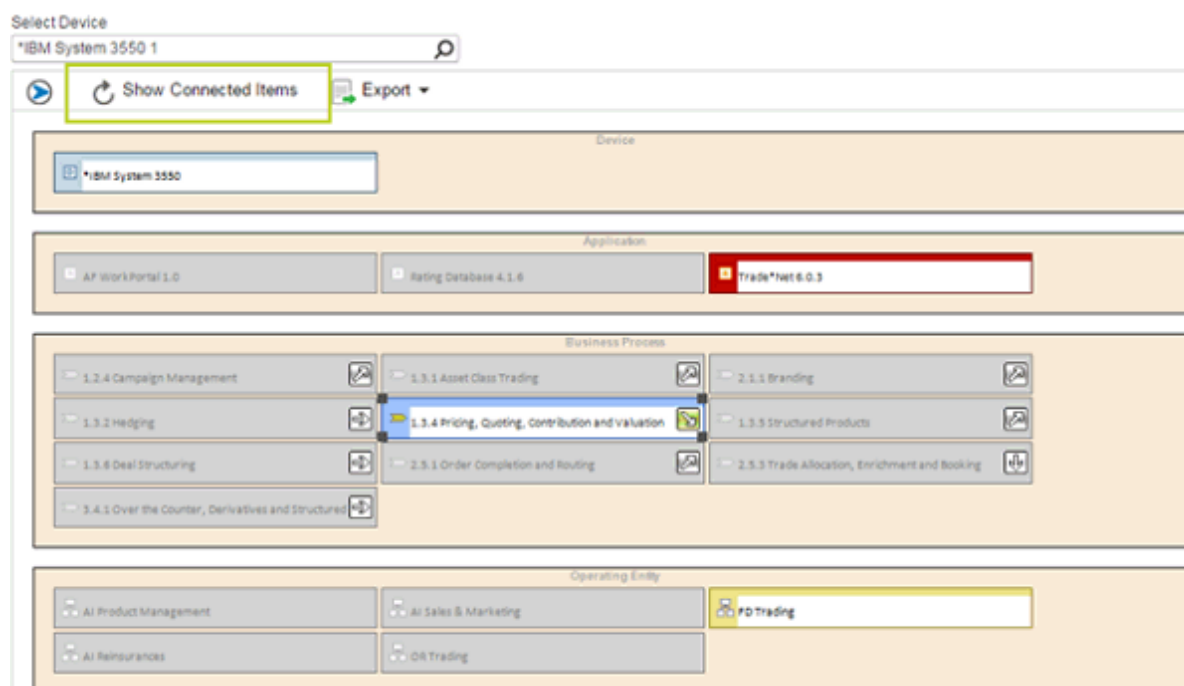 Select Device
*IBM System 3550 1
Show Connected Items Export
Device
*IBM System 3550
Application
AF WorkPortal 1.0 Rating Database 4.1.6 Trade*Net 6.0.3
Business Process
1.2.4 Campaign Management 1.3.1 Asset Class Trading 2.1.1 Branding
1.3.2 Hedging 1.3.4 Pricing, Quoting, Contribution and Valuation 1.3.5 Structured Products
1.3.6 Deal Structuring 2.5.1 Order Completion and Routing 2.5.3 Trade Allocation, Enrichment and Booking
3.4.1 Over the Counter, Derivatives and Structured
Operating Entity
AI Product Management AI Sales & Marketing FD Trading
AI Reinsurances OR Trading